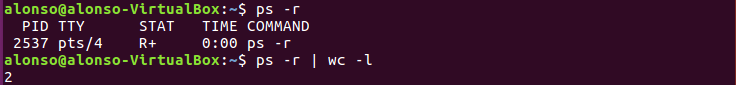 alonso@alonso-VirtualBox:~$ ps -r
  PID TTY      STAT   TIME COMMAND
 2537 pts/4    R+     0:00 ps -r
alonso@alonso-VirtualBox:~$ ps -r | wc -l
2